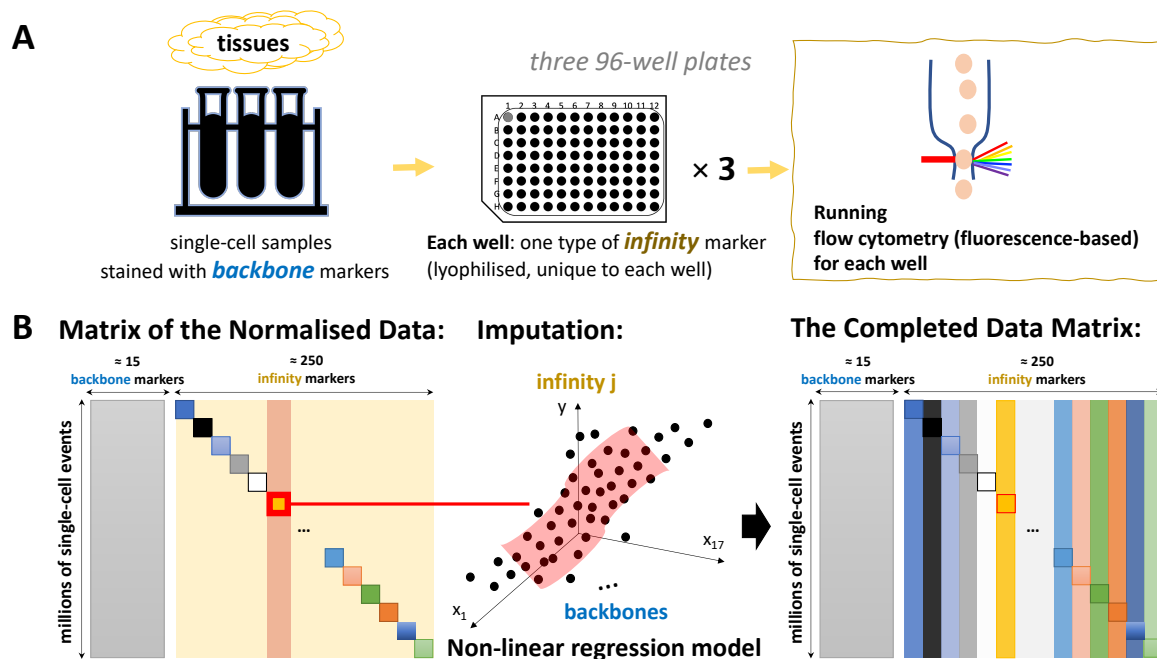 A
tissues
single-cell samples
stained with backbone markers
three 96-well plates
1 2 3 4 5 6 7 8 9 10 11 12
A
B
C
D
E
F
G
H
× 3
Each well: one type of infinity marker
(lyophilised, unique to each well)
Running
flow cytometry (fluorescence-based)
for each well
B
Matrix of the Normalised Data:
≈ 15
backbone markers
≈ 250
infinity markers
millions of single-cell events
...
Imputation:
infinity j
y
x17
x1
...
backbones
Non-linear regression model
The Completed Data Matrix:
≈ 15
backbone markers
≈ 250
infinity markers
millions of single-cell events
...